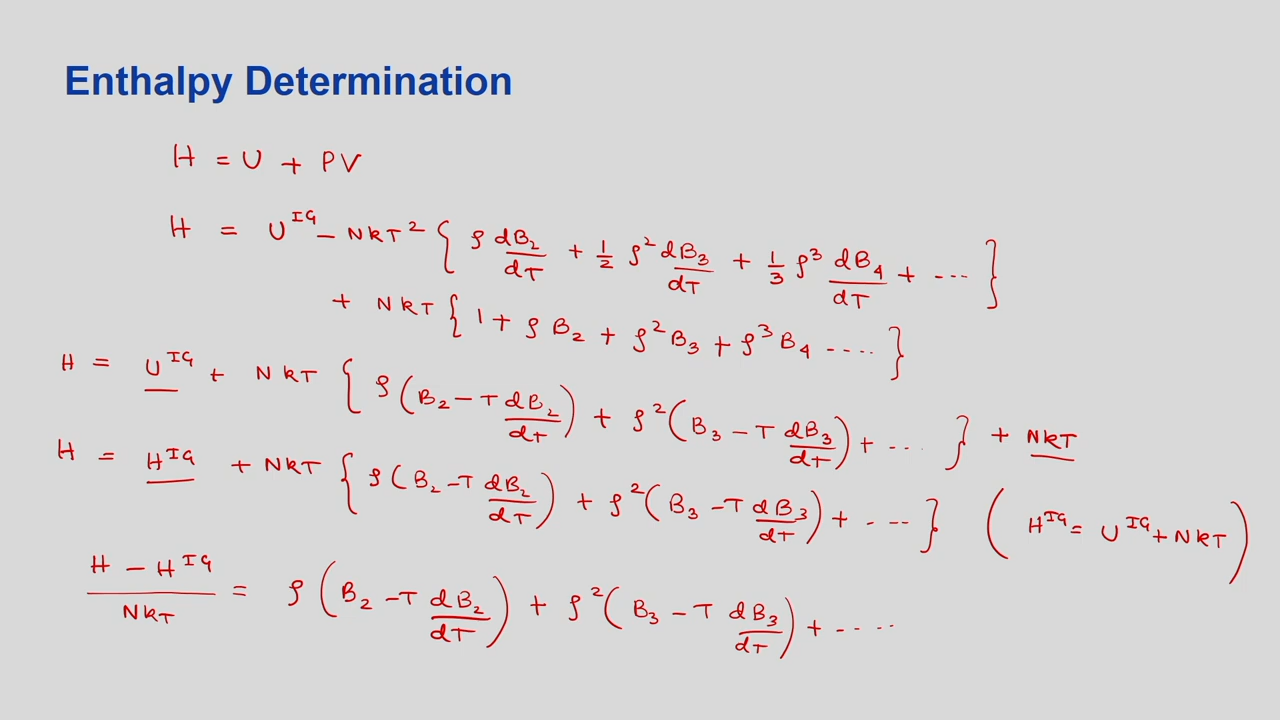 Enthalpy Determination
H = U + PV
H = U^IG - NkT² { ρ dB₂/dT + 1/2 ρ² dB₃/dT + 1/3 ρ³ dB₄/dT + ... }
+ NkT { 1 + ρ B₂ + ρ² B₃ + ρ³ B₄ .... }
H = U^IG + NkT { ρ ( B₂ - T dB₂/dT ) + ρ² ( B₃ - T dB₃/dT ) + ... } + NkT
H = H^IG + NkT { ρ ( B₂ - T dB₂/dT ) + ρ² ( B₃ - T dB₃/dT ) + .... } ( H^IG = U^IG + NkT )
(H - H^IG)/NkT = ρ ( B₂ - T dB₂/dT ) + ρ² ( B₃ - T dB₃/dT ) + .....